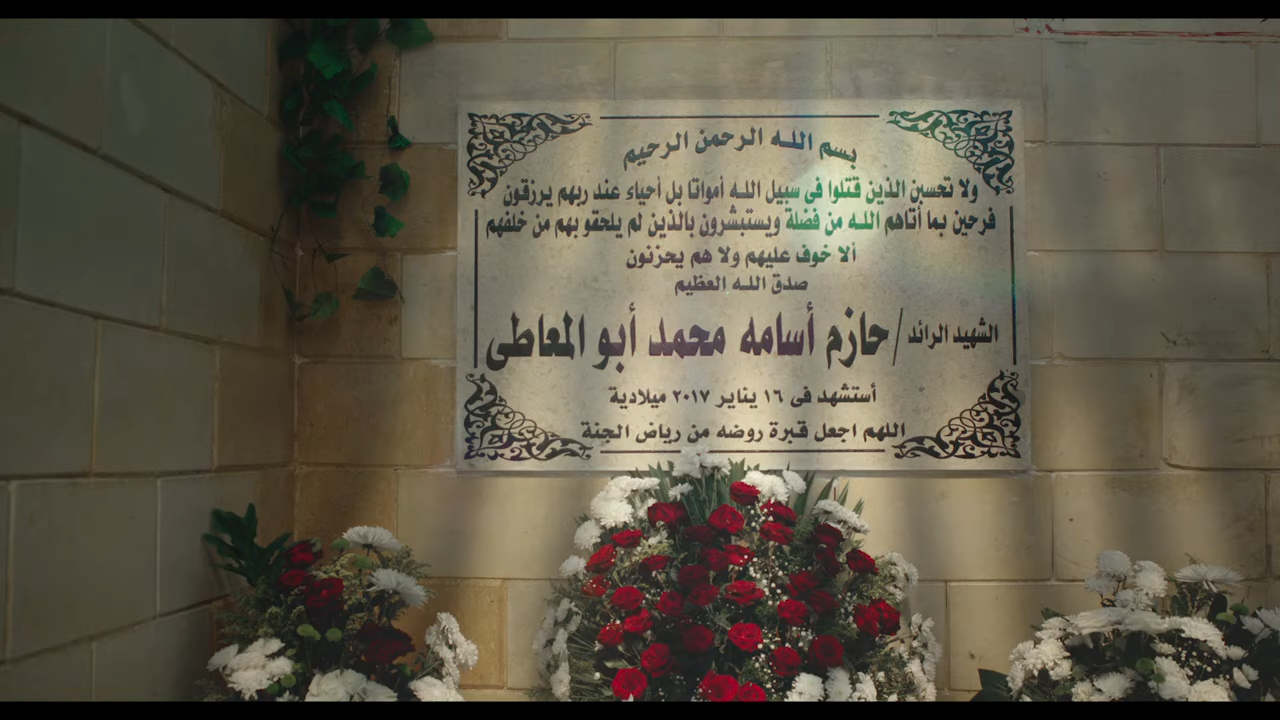 بسم الله الرحمن الرحيم
ولا تحسبن الذين قتلوا فى سبيل الله أمواتا بل أحياء عند ربهم يرزقون
فرحين بما أتاهم الله من فضلة ويستبشرون بالذين لم يلحقو بهم من خلفهم
ألا خوف عليهم ولا هم يحزنون
صدق الله العظيم
الشهيد الرائد / حازم أسامه محمد أبو المعاطى
أستشهد فى ١٦ يناير ٢٠١٧ ميلادية
اللهم اجعل قبرة روضه من رياض الجنة